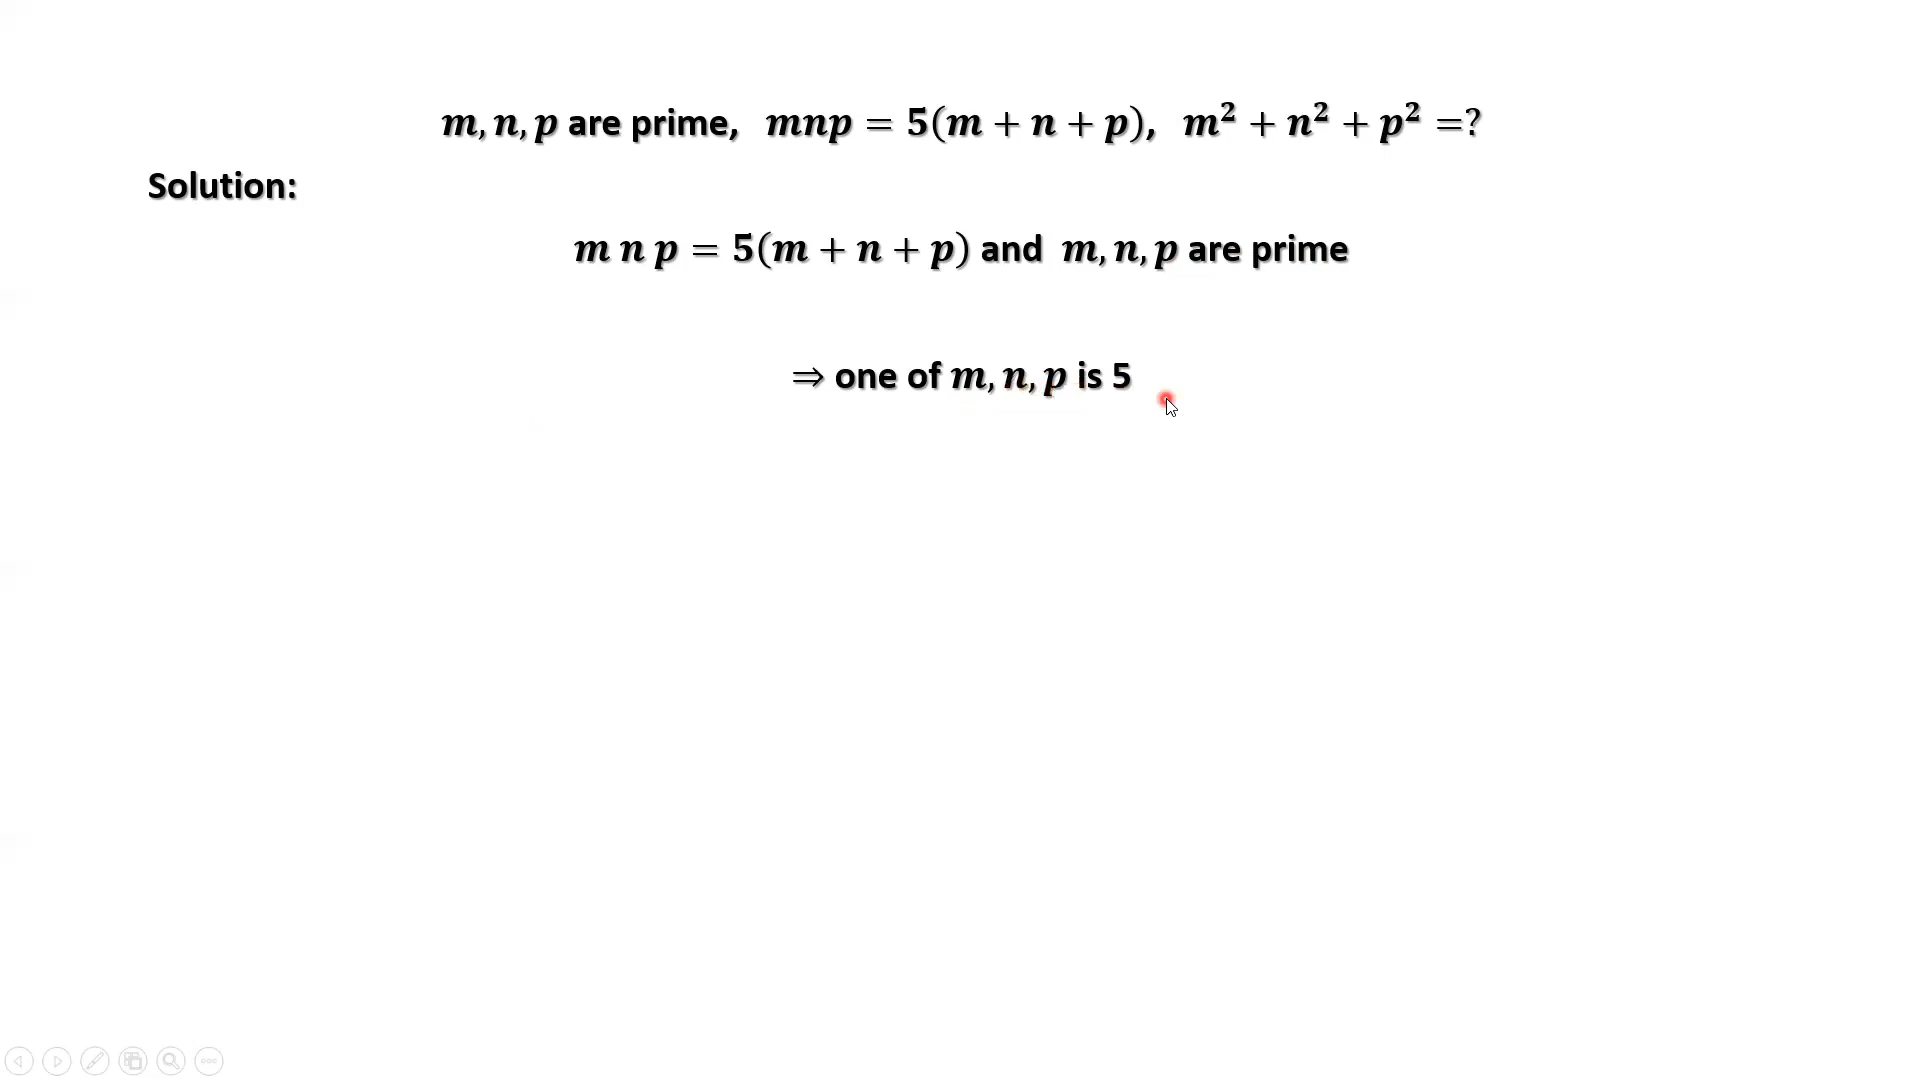 m, n, p are prime, mnp = 5(m + n + p), m² + n² + p² =?
Solution:
m n p = 5(m + n + p) and m, n, p are prime
⇒ one of m, n, p is 5